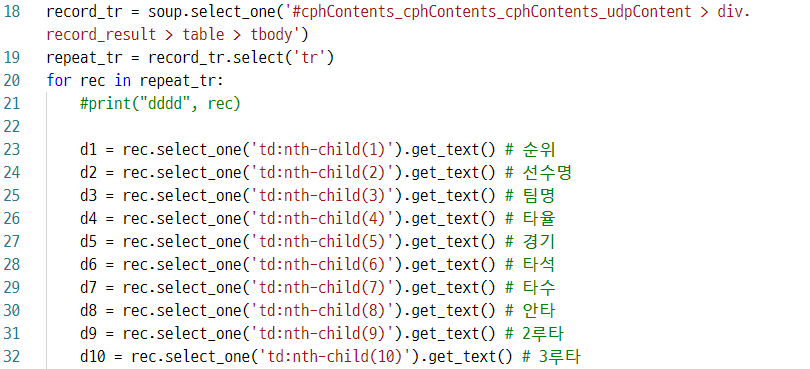 18 record_tr = soup.select_one('#cphContents_cphContents_cphContents_udpContent > div.
record_result > table > tbody')
19 repeat_tr = record_tr.select('tr')
20 for rec in repeat_tr:
21 #print("dddd", rec)
22
23 d1 = rec.select_one('td:nth-child(1)').get_text() # 순위
24 d2 = rec.select_one('td:nth-child(2)').get_text() # 선수명
25 d3 = rec.select_one('td:nth-child(3)').get_text() # 팀명
26 d4 = rec.select_one('td:nth-child(4)').get_text() # 타율
27 d5 = rec.select_one('td:nth-child(5)').get_text() # 경기
28 d6 = rec.select_one('td:nth-child(6)').get_text() # 타석
29 d7 = rec.select_one('td:nth-child(7)').get_text() # 타수
30 d8 = rec.select_one('td:nth-child(8)').get_text() # 안타
31 d9 = rec.select_one('td:nth-child(9)').get_text() # 2루타
32 d10 = rec.select_one('td:nth-child(10)').get_text() # 3루타